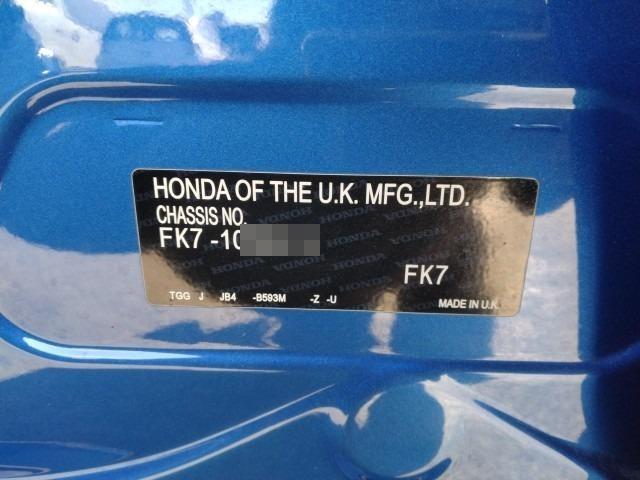 HONDA OF THE U.K. MFG.,LTD.
CHASSIS NO.
FK7 -10
FK7
TGG J JB4 -B593M -Z -U
MADE IN U.K